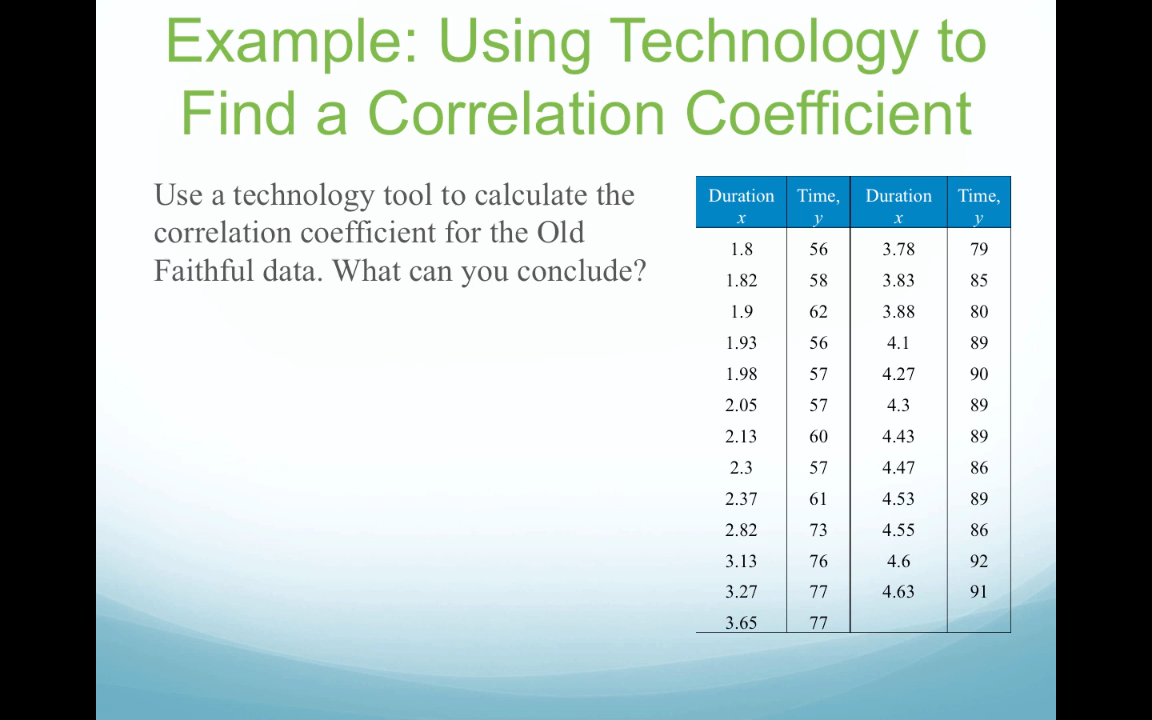 Example: Using Technology to
Find a Correlation Coefficient
Use a technology tool to calculate the
correlation coefficient for the Old
Faithful data. What can you conclude?
Duration Time, Duration Time,
x y x y
1.8 56 3.78 79
1.82 58 3.83 85
1.9 62 3.88 80
1.93 56 4.1 89
1.98 57 4.27 90
2.05 57 4.3 89
2.13 60 4.43 89
2.3 57 4.47 86
2.37 61 4.53 89
2.82 73 4.55 86
3.13 76 4.6 92
3.27 77 4.63 91
3.65 77